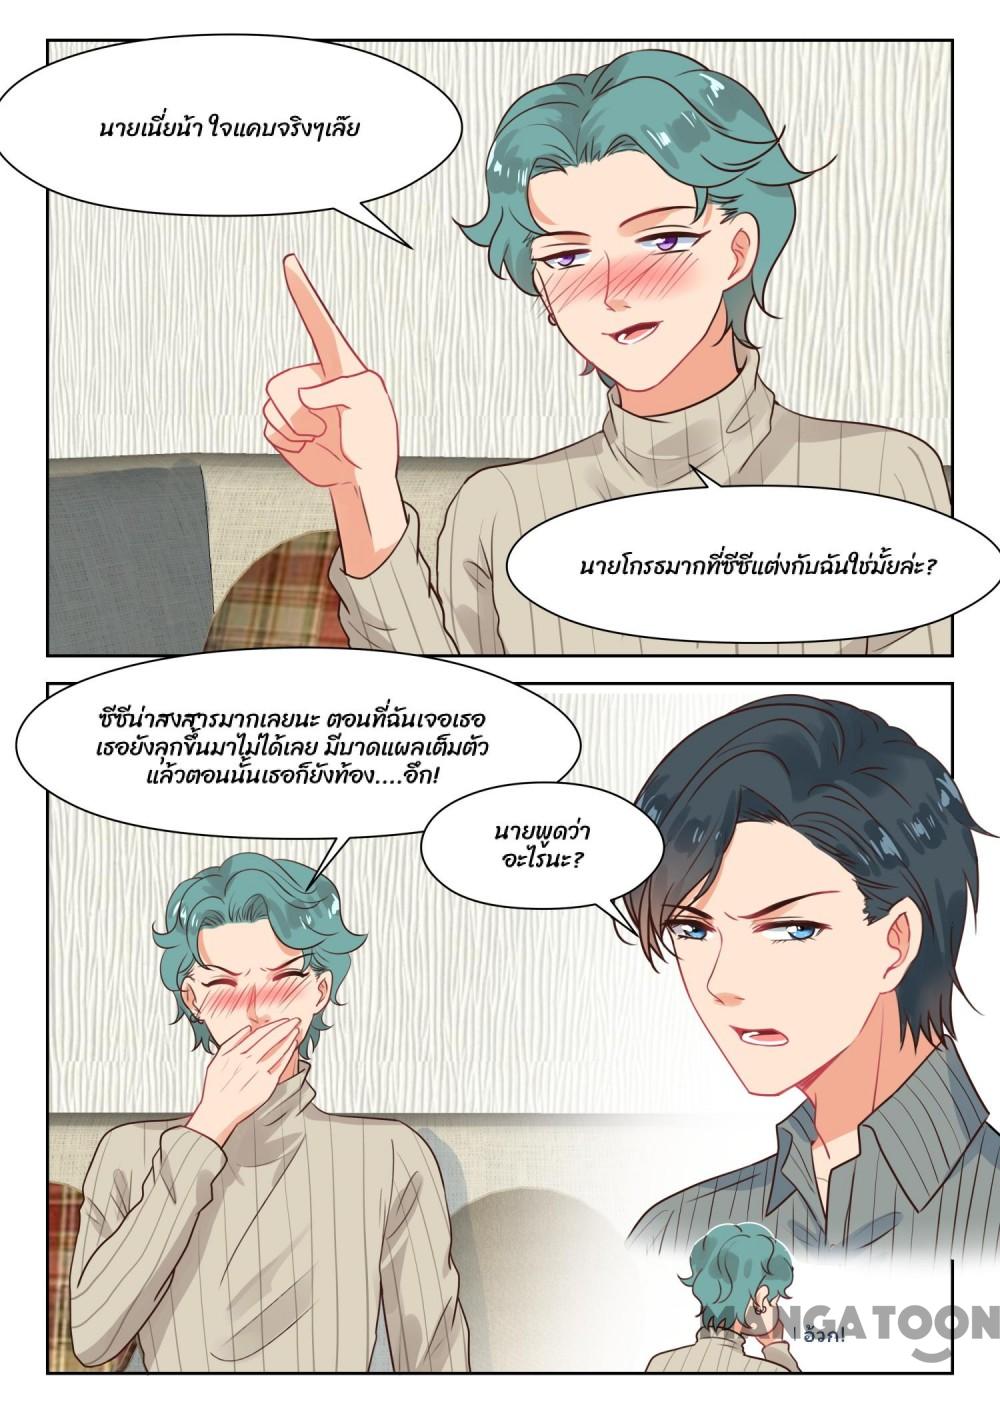 นายเนี่ยน้า ใจแคบจริงๆเล๊ย
นายโกรธมากที่ซีซีแต่งกับฉันใช่มั้ยล่ะ?
ซีซีน่าสงสารมากเลยนะ ตอนที่ฉันเจอเธอ
เธอยังลุกขึ้นมาไม่ได้เลย มีบาดแผลเต็มตัว
แล้วตอนนั้นเธอก็ยังท้อง....อึก!
นายพูดว่า
อะไรนะ?
MANGATOON
อ้วก!